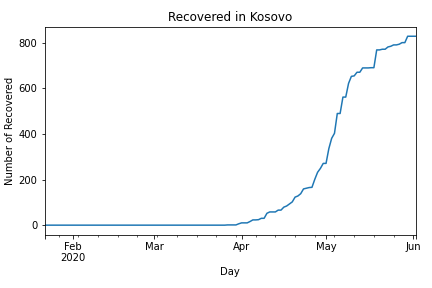 Recovered in Kosovo
Number of Recovered
800
600
400
200
0
Feb
2020
Mar
Apr
May
Jun
Day